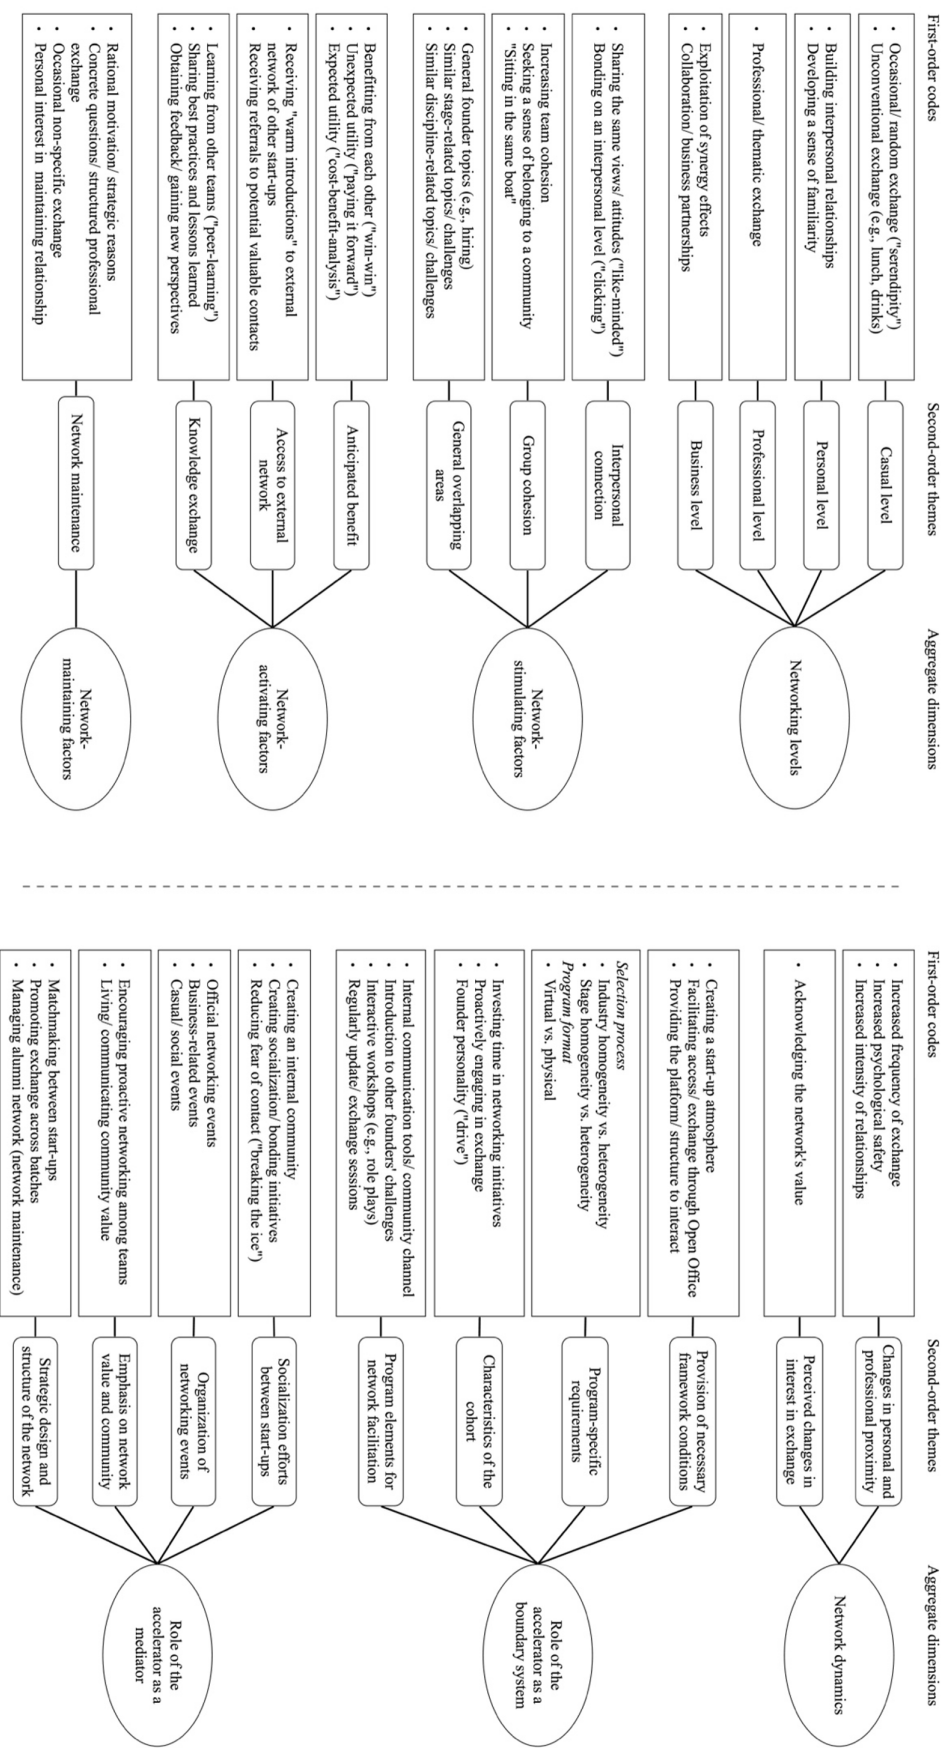 First-order codes
Second-order themes
Aggregate dimensions
• Occasional/ random exchange ("serendipity")
• Unconventional exchange (e.g., lunch, drinks)
Casual level
• Building interpersonal relationships
• Developing a sense of familiarity
Personal level
• Professional/ thematic exchange
Professional level
• Exploitation of synergy effects
• Collaboration/ business partnerships
Business level
Networking levels
• Sharing the same views/ attitudes ("like-minded")
• Bonding on an interpersonal level ("clicking")
Interpersonal
connection
• Increasing team cohesion
• Seeking a sense of belonging to a community
• "Sitting in the same boat"
Group cohesion
• General founder topics (e.g., hiring)
• Similar stage-related topics/ challenges
• Similar discipline-related topics/ challenges
General overlapping
areas
Network-
stimulating factors
• Benefitting from each other ("win-win")
• Unexpected utility ("paying it forward")
• Expected utility ("cost-benefit-analysis")
Anticipated benefit
• Receiving "warm introductions" to external
network of other start-ups
• Receiving referrals to potential valuable contacts
Access to external
network
• Learning from other teams ("peer-learning")
• Sharing best practices and lessons learned
• Obtaining feedback/ gaining new perspectives
Knowledge exchange
Network-
activating factors
• Rational motivation/ strategic reasons
• Concrete questions/ structured professional
exchange
• Occasional non-specific exchange
• Personal interest in maintaining relationship
Network maintenance
Network-
maintaining factors
First-order codes
Second-order themes
Aggregate dimensions
• Increased frequency of exchange
• Increased psychological safety
• Increased intensity of relationships
Changes in personal and
professional proximity
• Acknowledging the network's value
Perceived changes in
interest in exchange
Network dynamics
• Creating a start-up atmosphere
• Facilitating access/ exchange through Open Office
• Providing the platform/ structure to interact
Provision of necessary
framework conditions
Selection process
• Industry homogeneity vs. heterogeneity
• Stage homogeneity vs. heterogeneity
Program format
• Virtual vs. physical
Program-specific
requirements
• Investing time in networking initiatives
• Proactively engaging in exchange
• Founder personality ("drive")
Characteristics of the
cohort
• Internal communication tools/ community channel
• Introduction to other founders' challenges
• Interactive workshops (e.g., role plays)
• Regularly update/ exchange sessions
Program elements for
network facilitation
Role of the
accelerator as a
boundary system
• Creating an internal community
• Creating socialization/ bonding initiatives
• Reducing fear of contact ("breaking the ice")
Socialization efforts
between start-ups
• Official networking events
• Business-related events
• Casual/ social events
Organization of
networking events
• Encouraging proactive networking among teams
• Living/ communicating community value
Emphasis on network
value and community
• Matchmaking between start-ups
• Promoting exchange across batches
• Managing alumni network (network maintenance)
Strategic design and
structure of the network
Role of the
accelerator as a
mediator